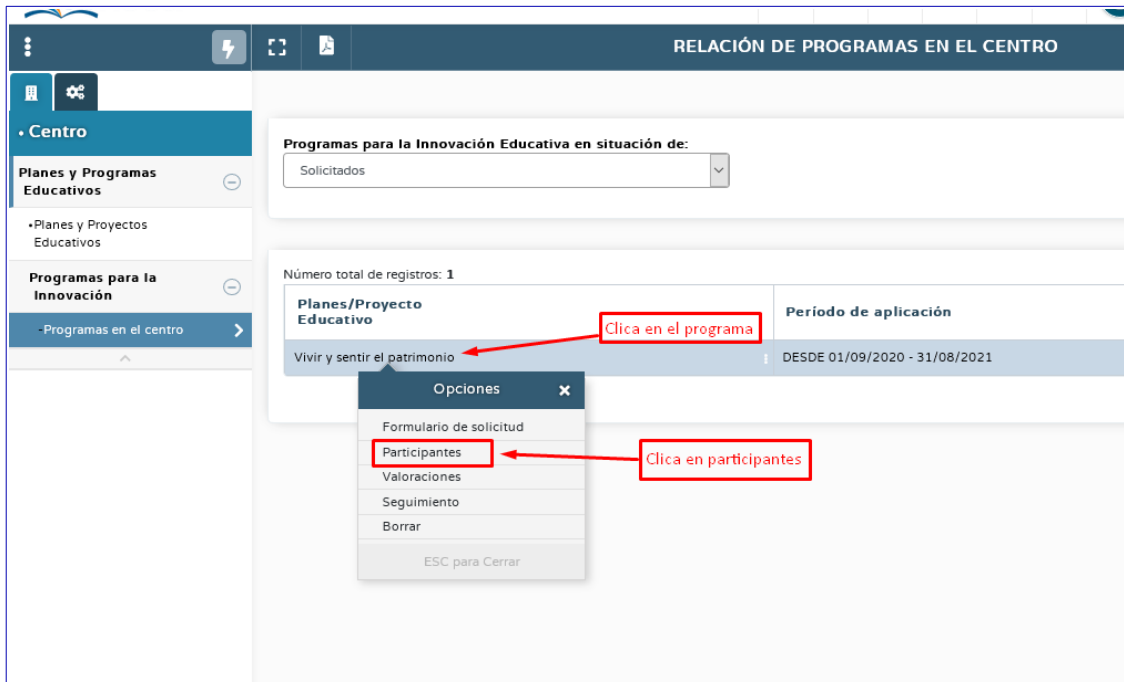 RELACIÓN DE PROGRAMAS EN EL CENTRO
• Centro
Planes y Programas
Educativos
•Planes y Proyectos
Educativos
Programas para la
Innovación
-Programas en el centro
Programas para la Innovación Educativa en situación de:
Solicitados
Número total de registros: 1
Planes/Proyecto
Educativo
Período de aplicación
Clica en el programa
Vivir y sentir el patrimonio
DESDE 01/09/2020 - 31/08/2021
Opciones
Formulario de solicitud
Participantes
Clica en participantes
Valoraciones
Seguimiento
Borrar
ESC para Cerrar